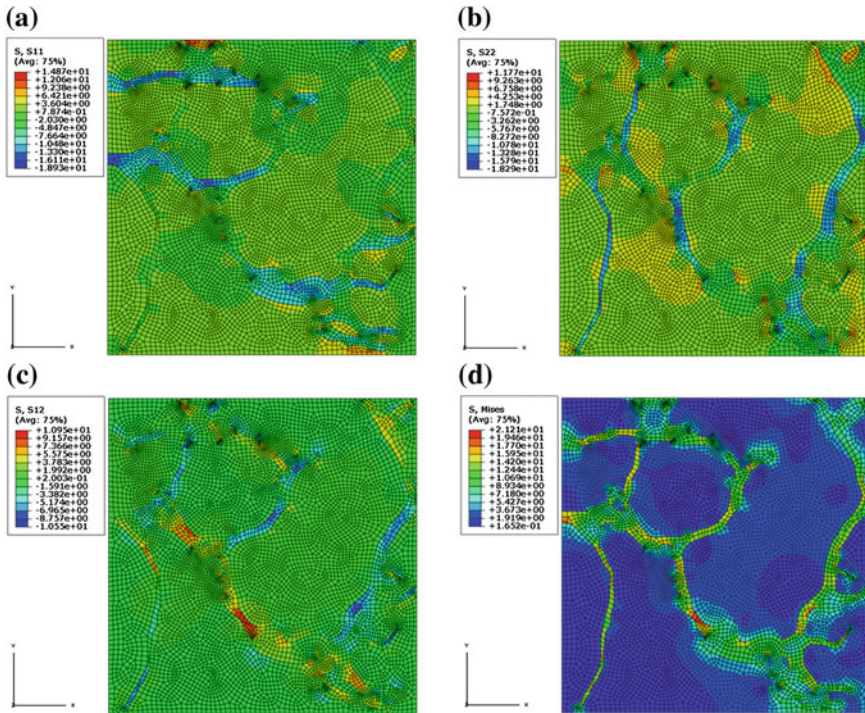 (a)
S, S11
(Avg: 75%)
+1.487e+01
+1.206e+01
+9.238e+00
+6.421e+00
+3.604e+00
+7.874e-01
-2.030e+00
-4.847e+00
-7.664e+00
-1.048e+01
-1.330e+01
-1.611e+01
-1.893e+01
Y
Z
X
(b)
S, S22
(Avg: 75%)
+1.177e+01
+9.263e+00
+6.758e+00
+4.253e+00
+1.748e+00
-7.572e-01
-3.262e+00
-5.767e+00
-8.272e+00
-1.078e+01
-1.328e+01
-1.579e+01
-1.829e+01
Y
Z
X
(c)
S, S12
(Avg: 75%)
+1.095e+01
+9.157e+00
+7.366e+00
+5.575e+00
+3.783e+00
+1.992e+00
+2.003e-01
-1.591e+00
-3.382e+00
-5.174e+00
-6.965e+00
-8.757e+00
-1.055e+01
Y
Z
X
(d)
S, Mises
(Avg: 75%)
+2.121e+01
+1.946e+01
+1.770e+01
+1.595e+01
+1.420e+01
+1.244e+01
+1.069e+01
+8.934e+00
+7.180e+00
+5.427e+00
+3.673e+00
+1.919e+00
+1.652e-01
Y
Z
X